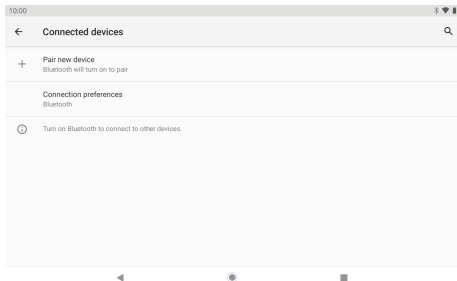 10:00
Connected devices
Pair new device
Bluetooth will turn on to pair
Connection preferences
Bluetooth
Turn on Bluetooth to connect to other devices.